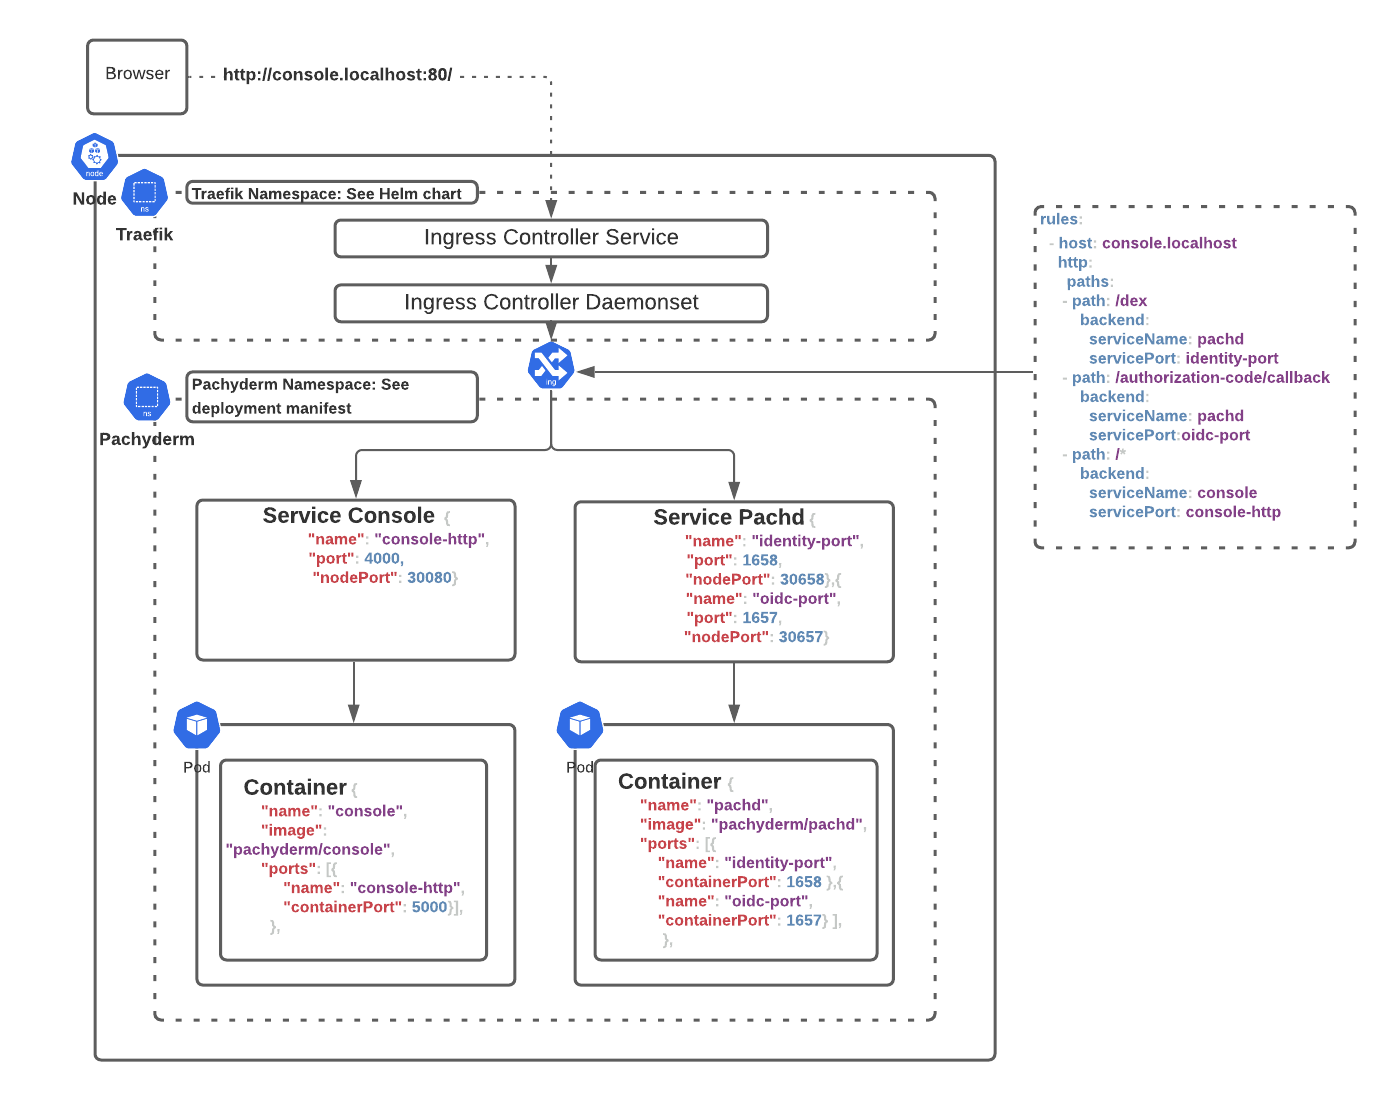 Browser
http://console.localhost:80/
node
Node
ns
Traefik
Traefik Namespace: See Helm chart
Ingress Controller Service
Ingress Controller Daemonset
ing
rules:
- host: console.localhost
http:
paths:
- path: /dex
backend:
serviceName: pachd
servicePort: identity-port
- path: /authorization-code/callback
backend:
serviceName: pachd
servicePort:oidc-port
- path: /*
backend:
serviceName: console
servicePort: console-http
ns
Pachyderm
Pachyderm Namespace: See
deployment manifest
Service Console {
"name": "console-http",
"port": 4000,
"nodePort": 30080}
Service Pachd {
"name": "identity-port",
"port": 1658,
"nodePort": 30658},{
"name": "oidc-port",
"port": 1657,
"nodePort": 30657}
Pod
Container {
"name": "console",
"image":
"pachyderm/console",
"ports": [{
"name": "console-http",
"containerPort": 5000}],
},
Pod
Container {
"name": "pachd",
"image": "pachyderm/pachd",
"ports": [{
"name": "identity-port",
"containerPort": 1658 },{
"name": "oidc-port",
"containerPort": 1657} ],
},